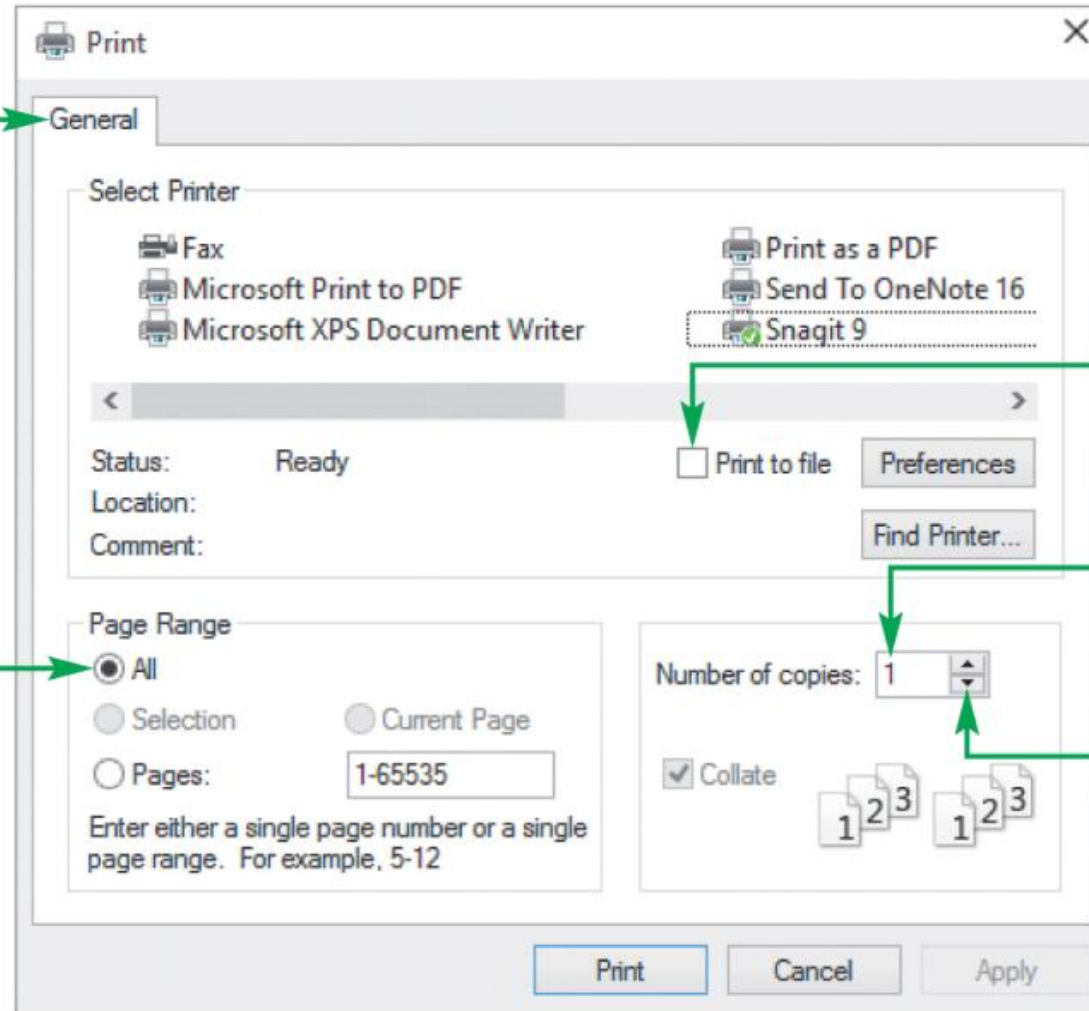 Print
General
Select Printer
Fax
Print as a PDF
Microsoft Print to PDF
Send To OneNote 16
Microsoft XPS Document Writer
Snagit 9
Status: Ready
Print to file
Preferences
Location:
Comment:
Find Printer...
Page Range
All
Selection
Current Page
Pages: 1-65535
Enter either a single page number or a single
page range. For example, 5-12
Number of copies: 1
Collate
1 2 3 1 2 3
Print
Cancel
Apply